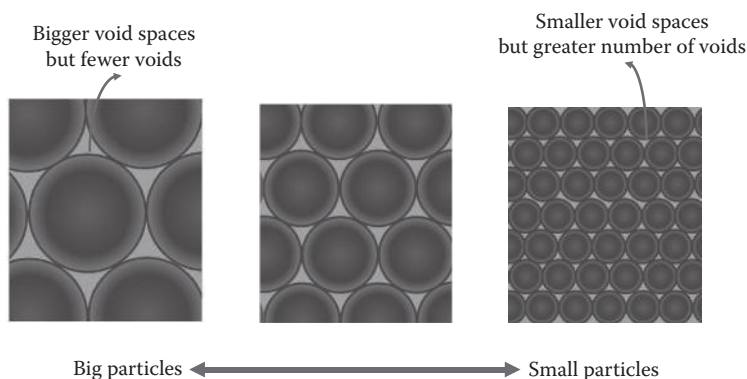 Bigger void spaces
but fewer voids
Smaller void spaces
but greater number of voids
Big particles
Small particles